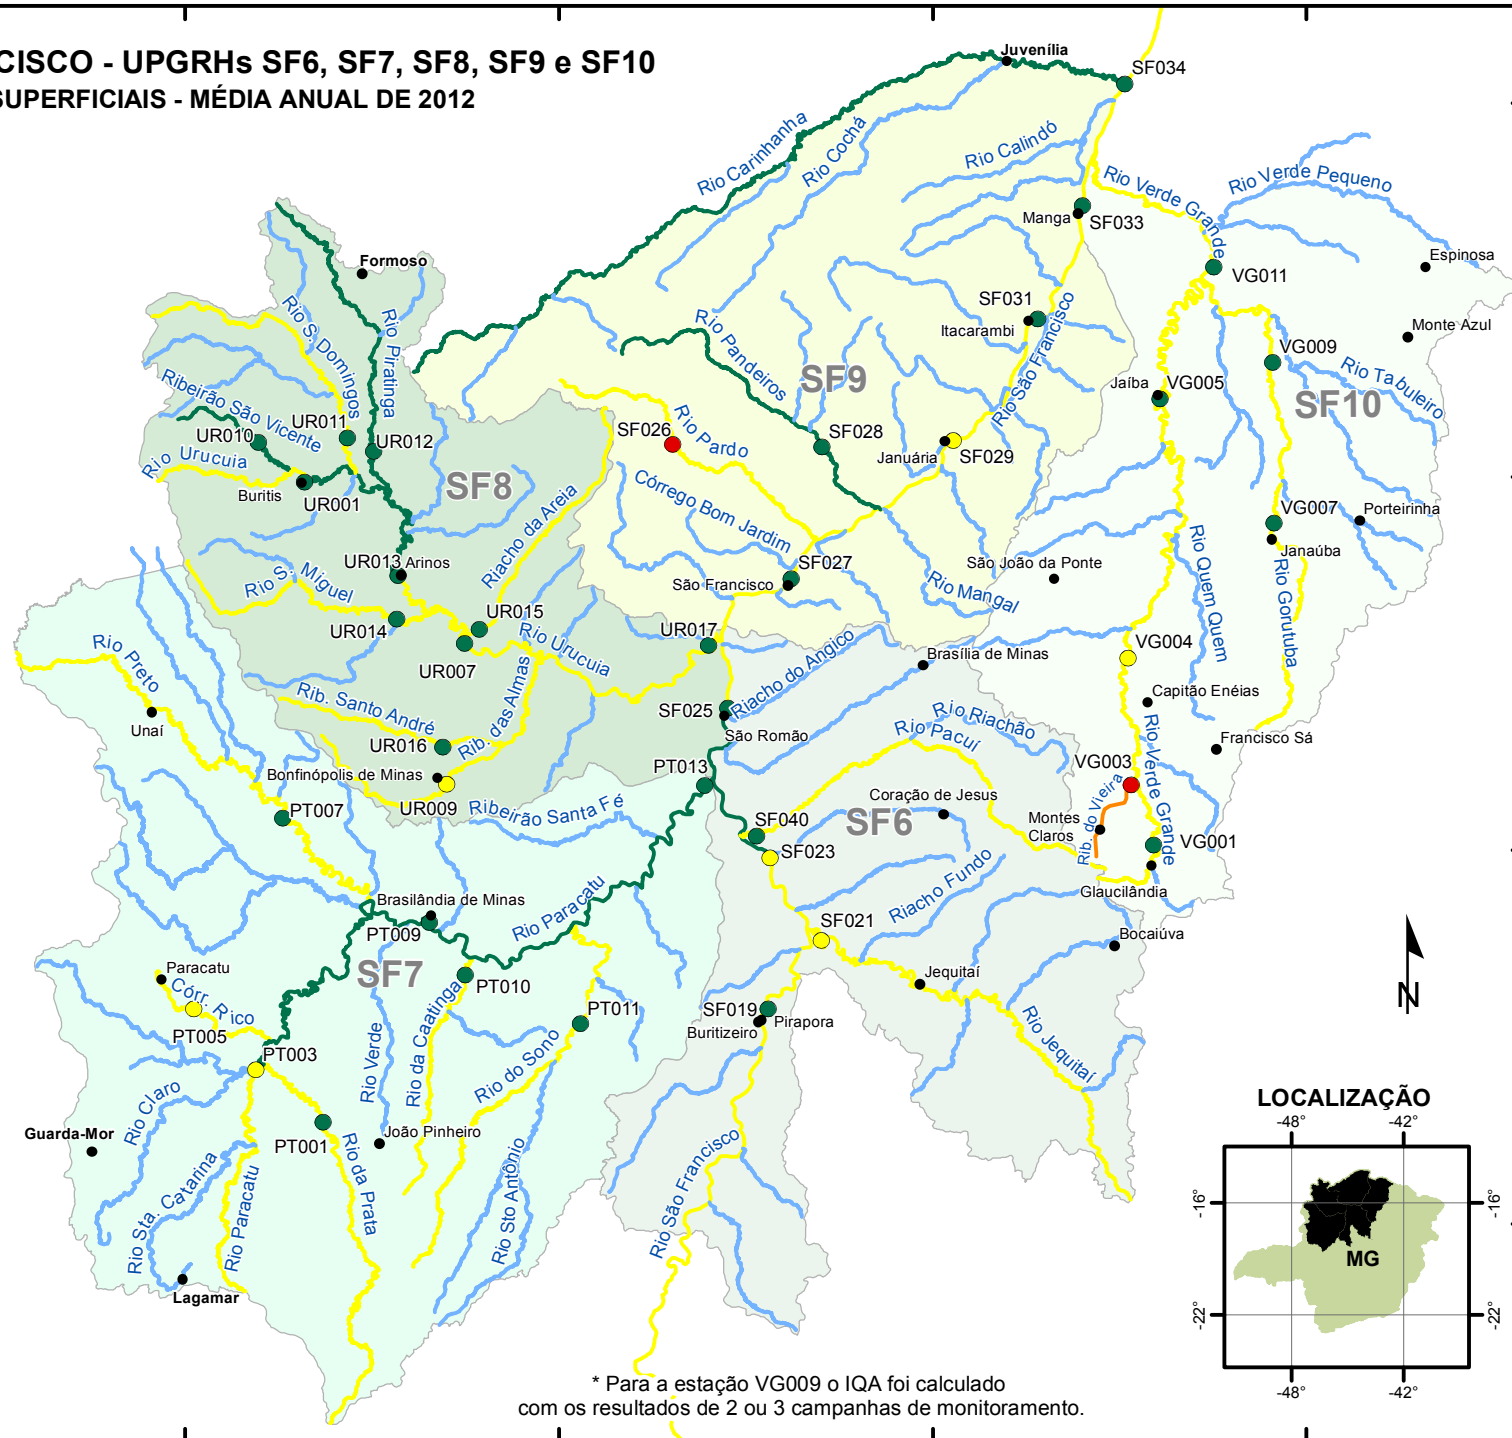 CISCO - UPGRHs SF6, SF7, SF8, SF9 e SF10
SUPERFICIAIS - MÉDIA ANUAL DE 2012
Juvenília
SF034
Rio Carinhanha
Rio Cochá
Rio Calindó
Rio Verde Grande
Rio Verde Pequeno
Manga
SF033
Espinosa
VG011
Formoso
SF031
Itacarambi
Monte Azul
Rio S. Domingos
Rio Piratinga
Rio Pandeiros
SF9
Rio São Francisco
VG009
Rio Tabuleiro
Jaíba
VG005
SF10
Ribeirão São Vicente
UR010
UR011
UR012
SF026
Rio Pardo
SF028
Januária
SF029
Rio Urucuia
Buritis
UR001
SF8
Córrego Bom Jardim
Riacho da Areia
VG007
Porteirinha
Janaúba
UR013
Arinos
SF027
São Francisco
São João da Ponte
Rio Quem Quem
Rio S. Miguel
Rio Mangal
Rio Gorutuba
UR014
UR015
UR007
Rio Urucuia
UR017
Rio Preto
Unaí
Riacho do Angico
Brasília de Minas
VG004
Rib. Santo André
Rib. das Almas
SF025
São Romão
Capitão Enéias
Rio Riachão
Rio Pacuí
UR016
Bonfinópolis de Minas
UR009
PT013
Francisco Sá
VG003
Rio Verde Grande
Rib. do Vieira
PT007
Ribeirão Santa Fé
SF040
Coração de Jesus
SF6
Montes
Claros
SF023
VG001
Glaucilândia
Riacho Fundo
Brasilândia de Minas
PT009
Rio Paracatu
SF021
Bocaiúva
Paracatu
SF7
PT010
Jequitaí
Córr. Rico
PT005
PT011
SF019
Pirapora
Buritizeiro
N
PT003
Rio Verde
Rio da Caatinga
Rio do Sono
Rio Jequitaí
Rio Claro
Guarda-Mor
PT001
João Pinheiro
Rio da Prata
Rio Sta. Catarina
Rio Paracatu
Rio Sto Antônio
Rio São Francisco
Lagamar
LOCALIZAÇÃO
-48° -42°
-16° -16°
MG
-22° -22°
-48° -42°
* Para a estação VG009 o IQA foi calculado
com os resultados de 2 ou 3 campanhas de monitoramento.